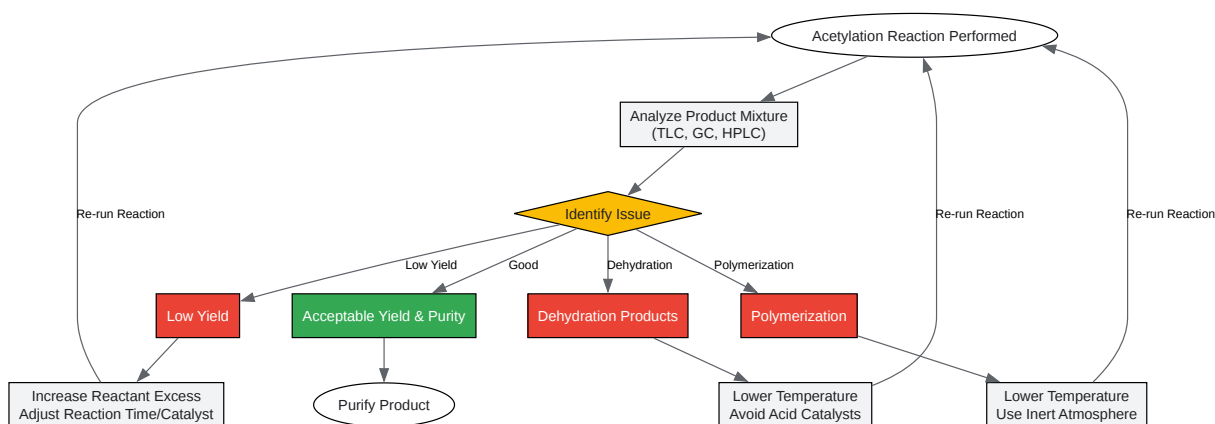 Acetylation Reaction Performed
Analyze Product Mixture
(TLC, GC, HPLC)
Re-run Reaction
Re-run Reaction
Re-run Reaction
Identify Issue
Low Yield
Good
Dehydration
Polymerization
Low Yield
Acceptable Yield & Purity
Dehydration Products
Polymerization
Increase Reactant Excess
Adjust Reaction Time/Catalyst
Purify Product
Lower Temperature
Avoid Acid Catalysts
Lower Temperature
Use Inert Atmosphere